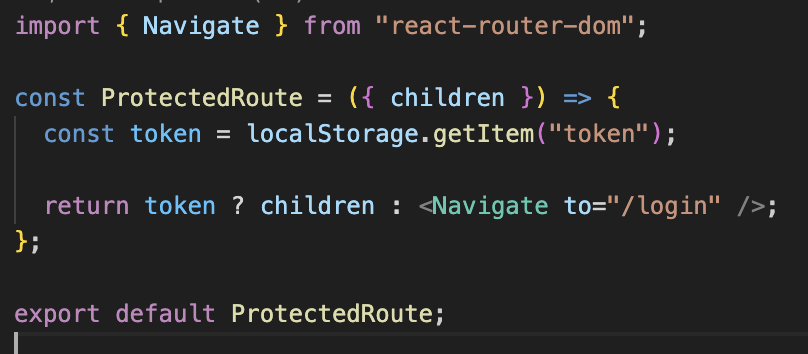 import { Navigate } from "react-router-dom";
const ProtectedRoute = ({ children }) => {
const token = localStorage.getItem("token");
return token ? children : <Navigate to="/login" />;
};
export default ProtectedRoute;